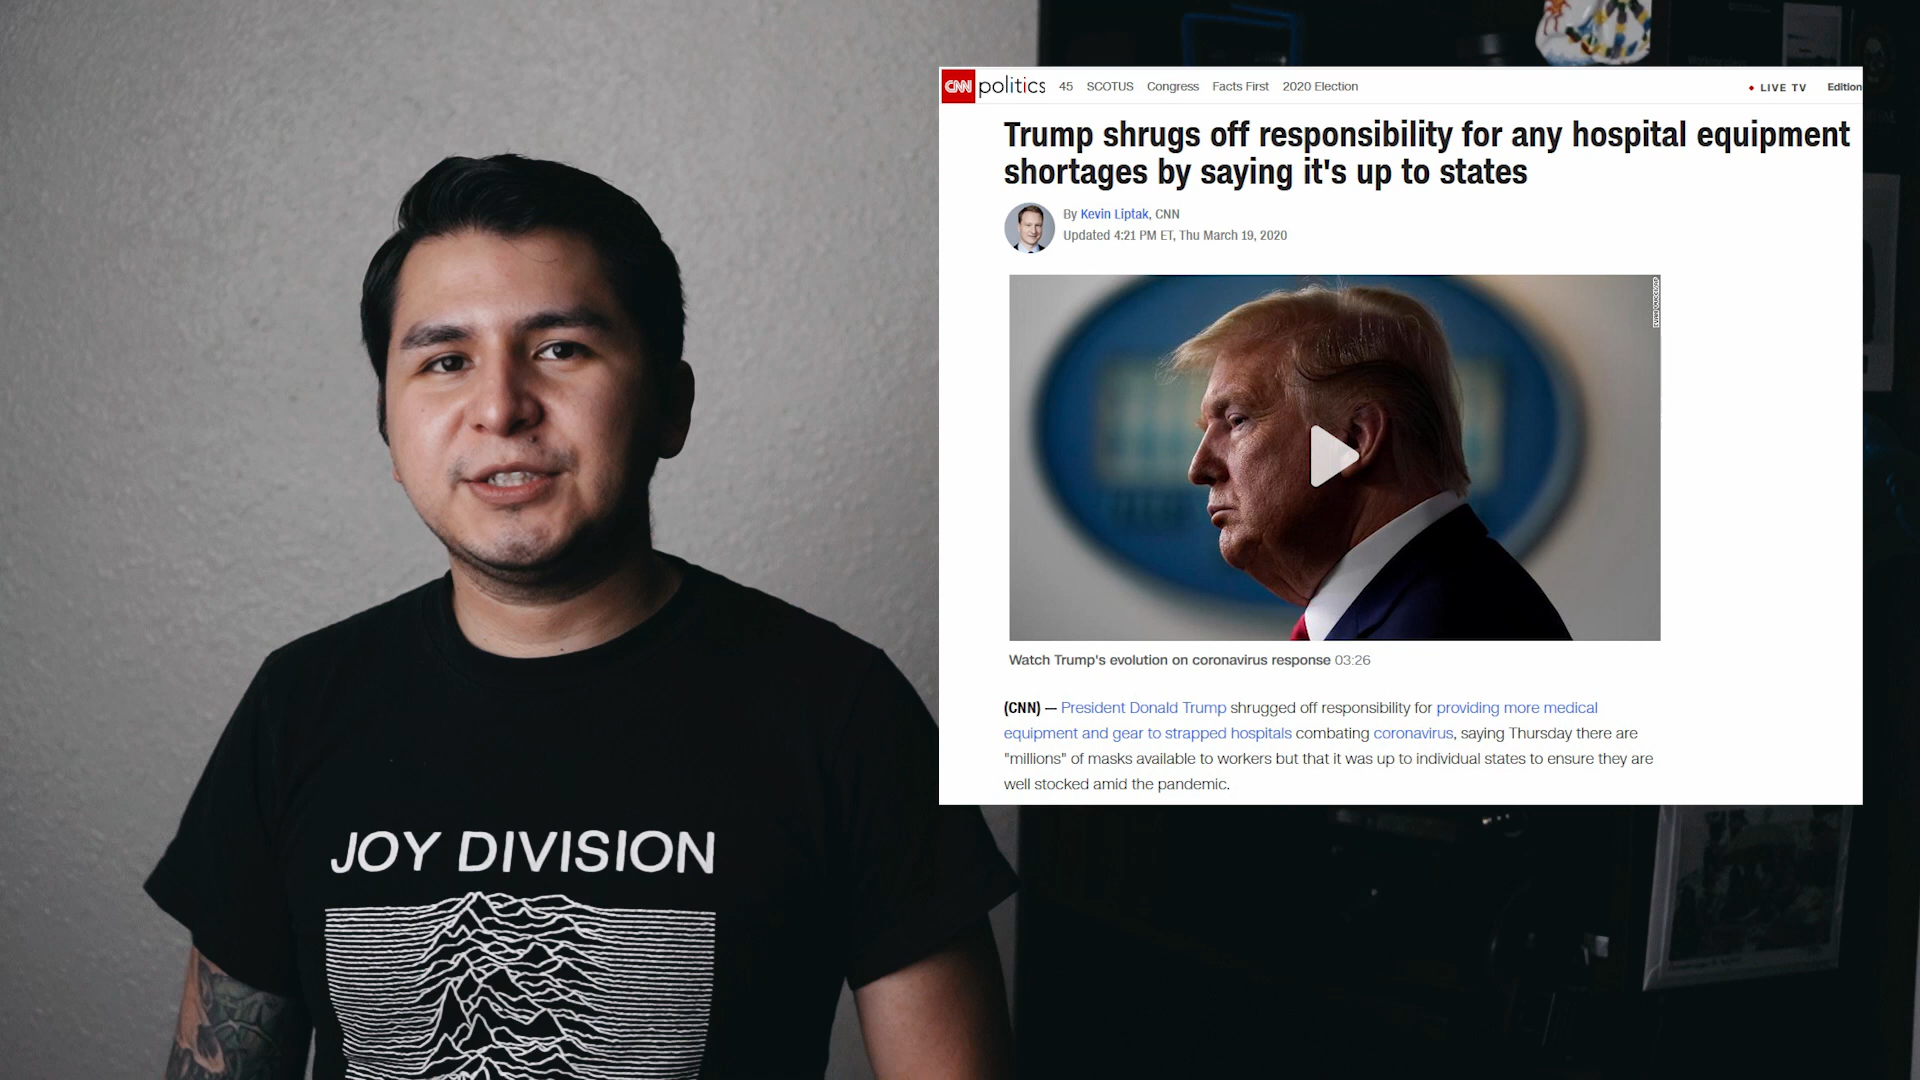 CNN politics 45 SCOTUS Congress Facts First 2020 Election LIVE TV Edition
Trump shrugs off responsibility for any hospital equipment
shortages by saying it's up to states
By Kevin Liptak, CNN
Updated 4:21 PM ET, Thu March 19, 2020
Watch Trump's evolution on coronavirus response 03:26
(CNN) — President Donald Trump shrugged off responsibility for providing more medical
equipment and gear to strapped hospitals combating coronavirus, saying Thursday there are
"millions" of masks available to workers but that it was up to individual states to ensure they are
well stocked amid the pandemic.
JOY DIVISION